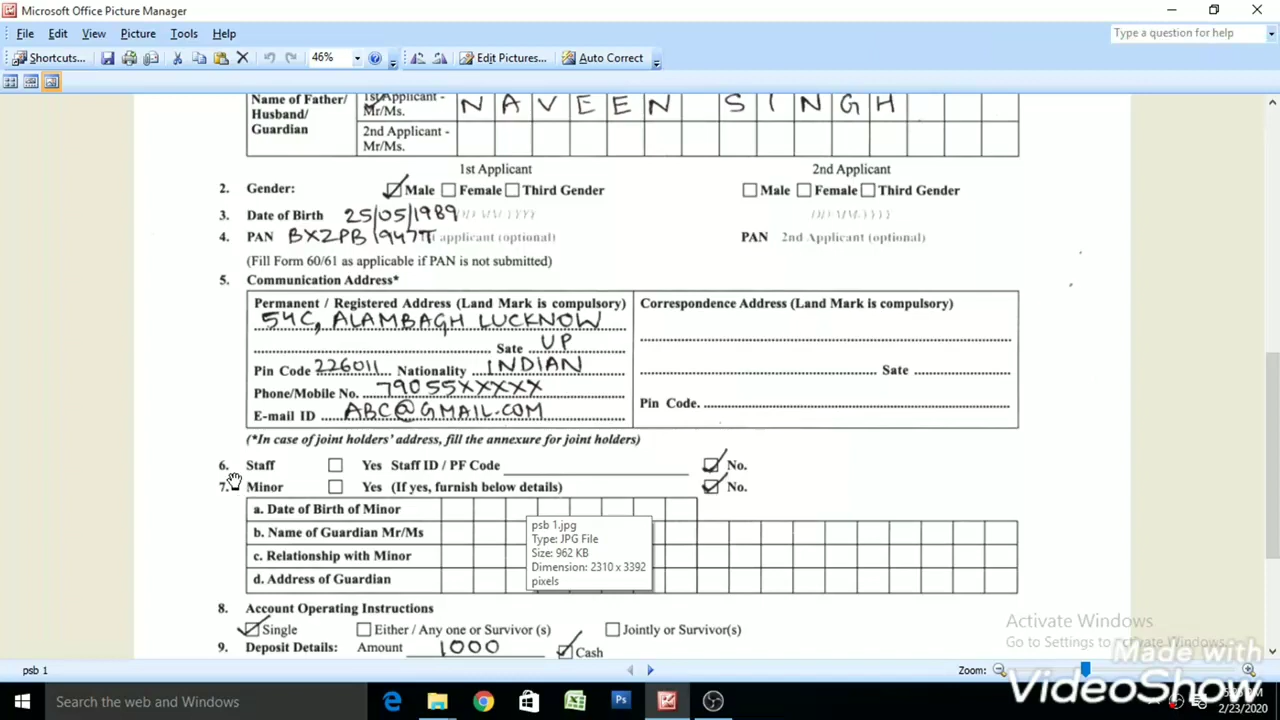 Microsoft Office Picture Manager
File Edit View Picture Tools Help
Type a question for help
Shortcuts... 46% Edit Pictures... Auto Correct
Name of Father/ Husband/ Guardian
1st Applicant - Mr/Ms. NAVEEN SINGH
2nd Applicant - Mr/Ms.
1st Applicant 2nd Applicant
2. Gender: Male Female Third Gender Male Female Third Gender
3. Date of Birth 25/05/1989 DD MM YYYY DD MM YYYY
4. PAN BXZPB1947T applicant (optional) PAN 2nd Applicant (optional)
(Fill Form 60/61 as applicable if PAN is not submitted)
5. Communication Address*
Permanent / Registered Address (Land Mark is compulsory) Correspondence Address (Land Mark is compulsory)
54C, ALAMBAGH LUCKNOW
Sate UP Sate
Pin Code 226011 Nationality INDIAN
Phone/Mobile No. 79055XXXXX
Pin Code.
E-mail ID ABC@GMAIL.COM
(*In case of joint holders' address, fill the annexure for joint holders)
6. Staff Yes Staff ID / PF Code No.
7. Minor Yes (If yes, furnish below details) No.
a. Date of Birth of Minor
b. Name of Guardian Mr/Ms
c. Relationship with Minor
d. Address of Guardian
psb 1.jpg
Type: JPG File
Size: 962 KB
Dimension: 2310 x 3392
pixels
8. Account Operating Instructions
Single Either / Any one or Survivor (s) Jointly or Survivor(s)
9. Deposit Details: Amount 1000 Cash
Activate Windows
Go to Settings to activate Windows.
Made with
VideoShow
psb 1 Zoom:
Search the web and Windows
2/23/2020